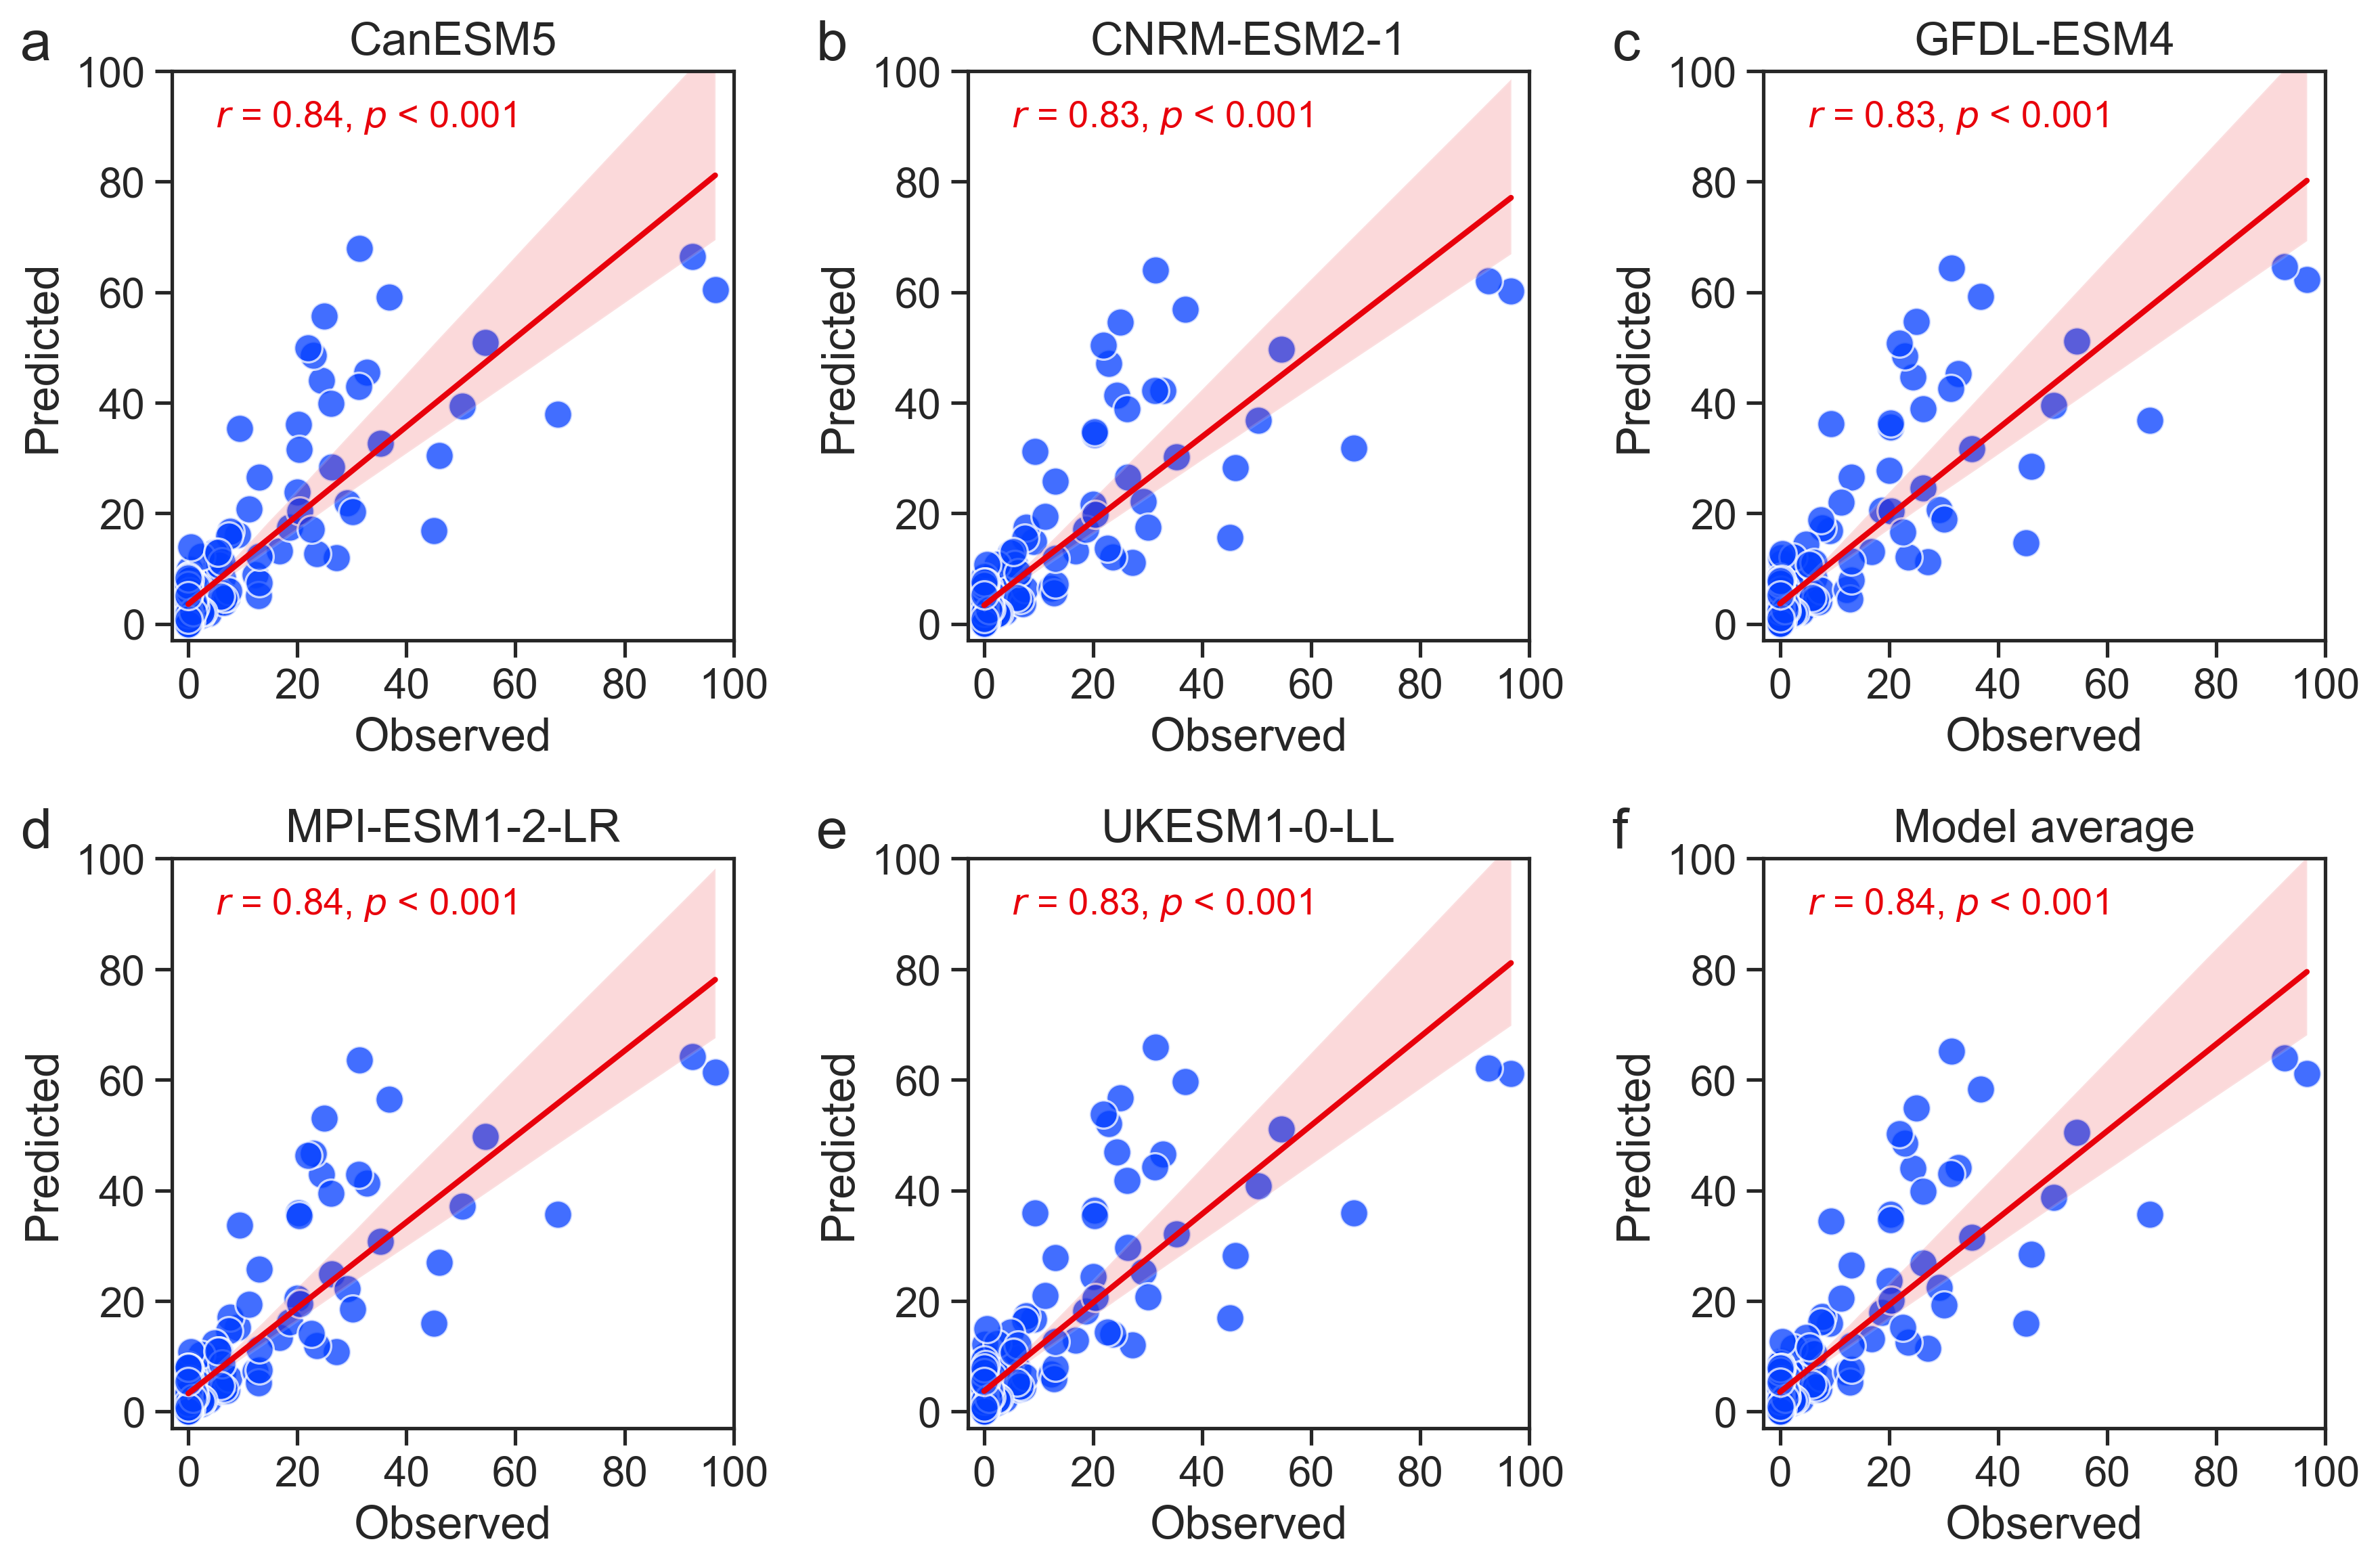 a
CanESM5
r = 0.84, p < 0.001
100
80
60
40
20
0
Predicted
0 20 40 60 80 100
Observed
b
CNRM-ESM2-1
r = 0.83, p < 0.001
100
80
60
40
20
0
Predicted
0 20 40 60 80 100
Observed
c
GFDL-ESM4
r = 0.83, p < 0.001
100
80
60
40
20
0
Predicted
0 20 40 60 80 100
Observed
d
MPI-ESM1-2-LR
r = 0.84, p < 0.001
100
80
60
40
20
0
Predicted
0 20 40 60 80 100
Observed
e
UKESM1-0-LL
r = 0.83, p < 0.001
100
80
60
40
20
0
Predicted
0 20 40 60 80 100
Observed
f
Model average
r = 0.84, p < 0.001
100
80
60
40
20
0
Predicted
0 20 40 60 80 100
Observed